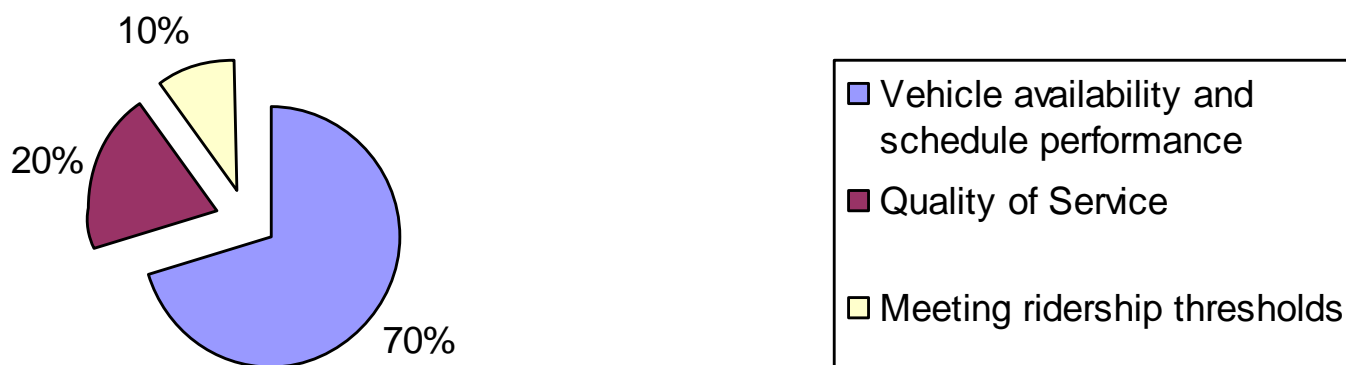 10%
20%
70%
Vehicle availability and
schedule performance
Quality of Service
Meeting ridership thresholds